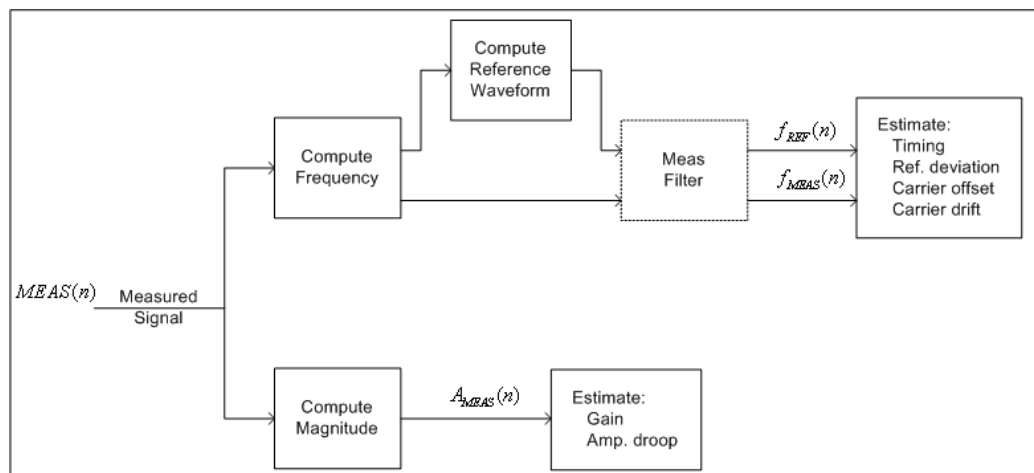 Compute
Reference
Waveform
Compute
Frequency
Meas
Filter
f_REF(n)
f_MEAS(n)
Estimate:
Timing
Ref. deviation
Carrier offset
Carrier drift
MEAS(n)
Measured
Signal
Compute
Magnitude
A_MEAS(n)
Estimate:
Gain
Amp. droop